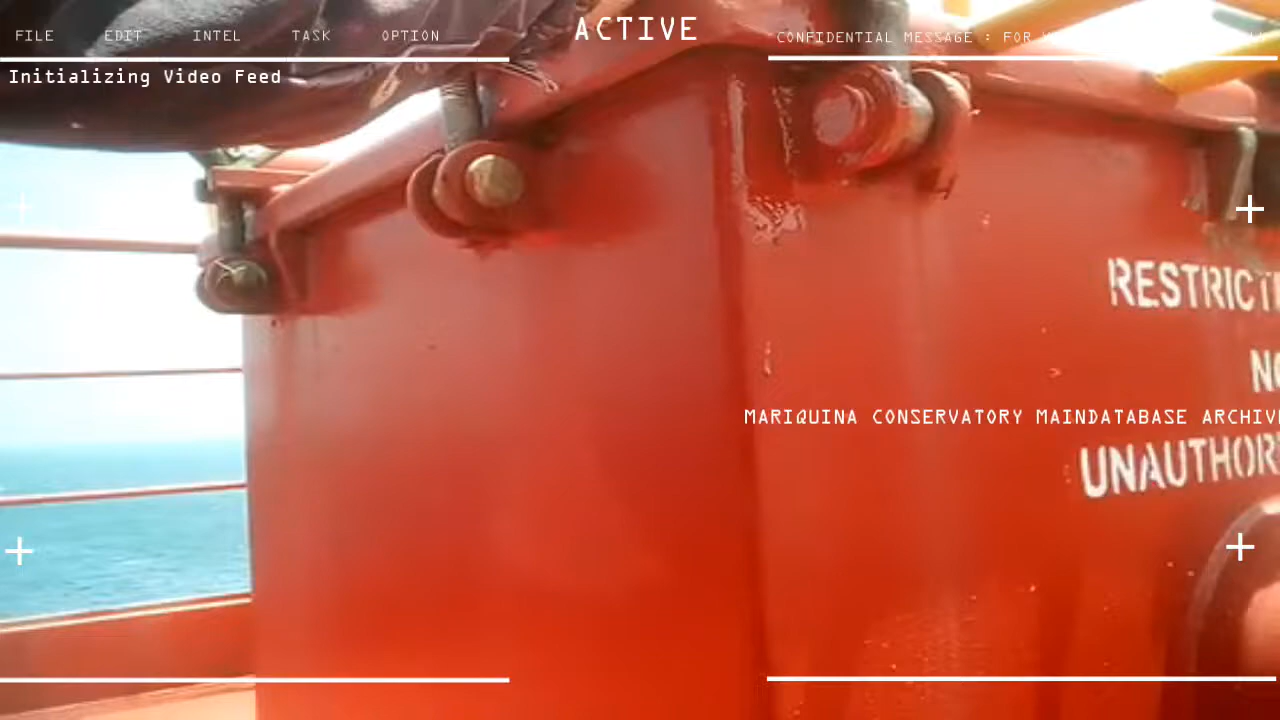 FILE EDIT INTEL TASK OPTION
ACTIVE
CONFIDENTIAL MESSAGE : FOR
Initializing Video Feed
RESTRICT
MARIQUINA CONSERVATORY MAINDATABASE ARCHIV
UNAUTHOR